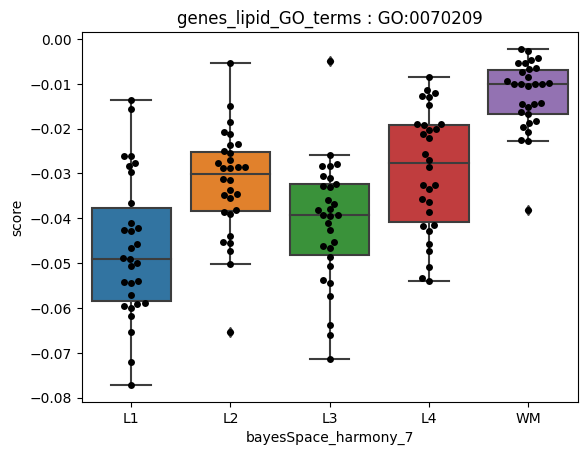 genes_lipid_GO_terms : GO:0070209
0.00
−0.01
−0.02
−0.03
−0.04
−0.05
−0.06
−0.07
−0.08
score
L1 L2 L3 L4 WM
bayesSpace_harmony_7